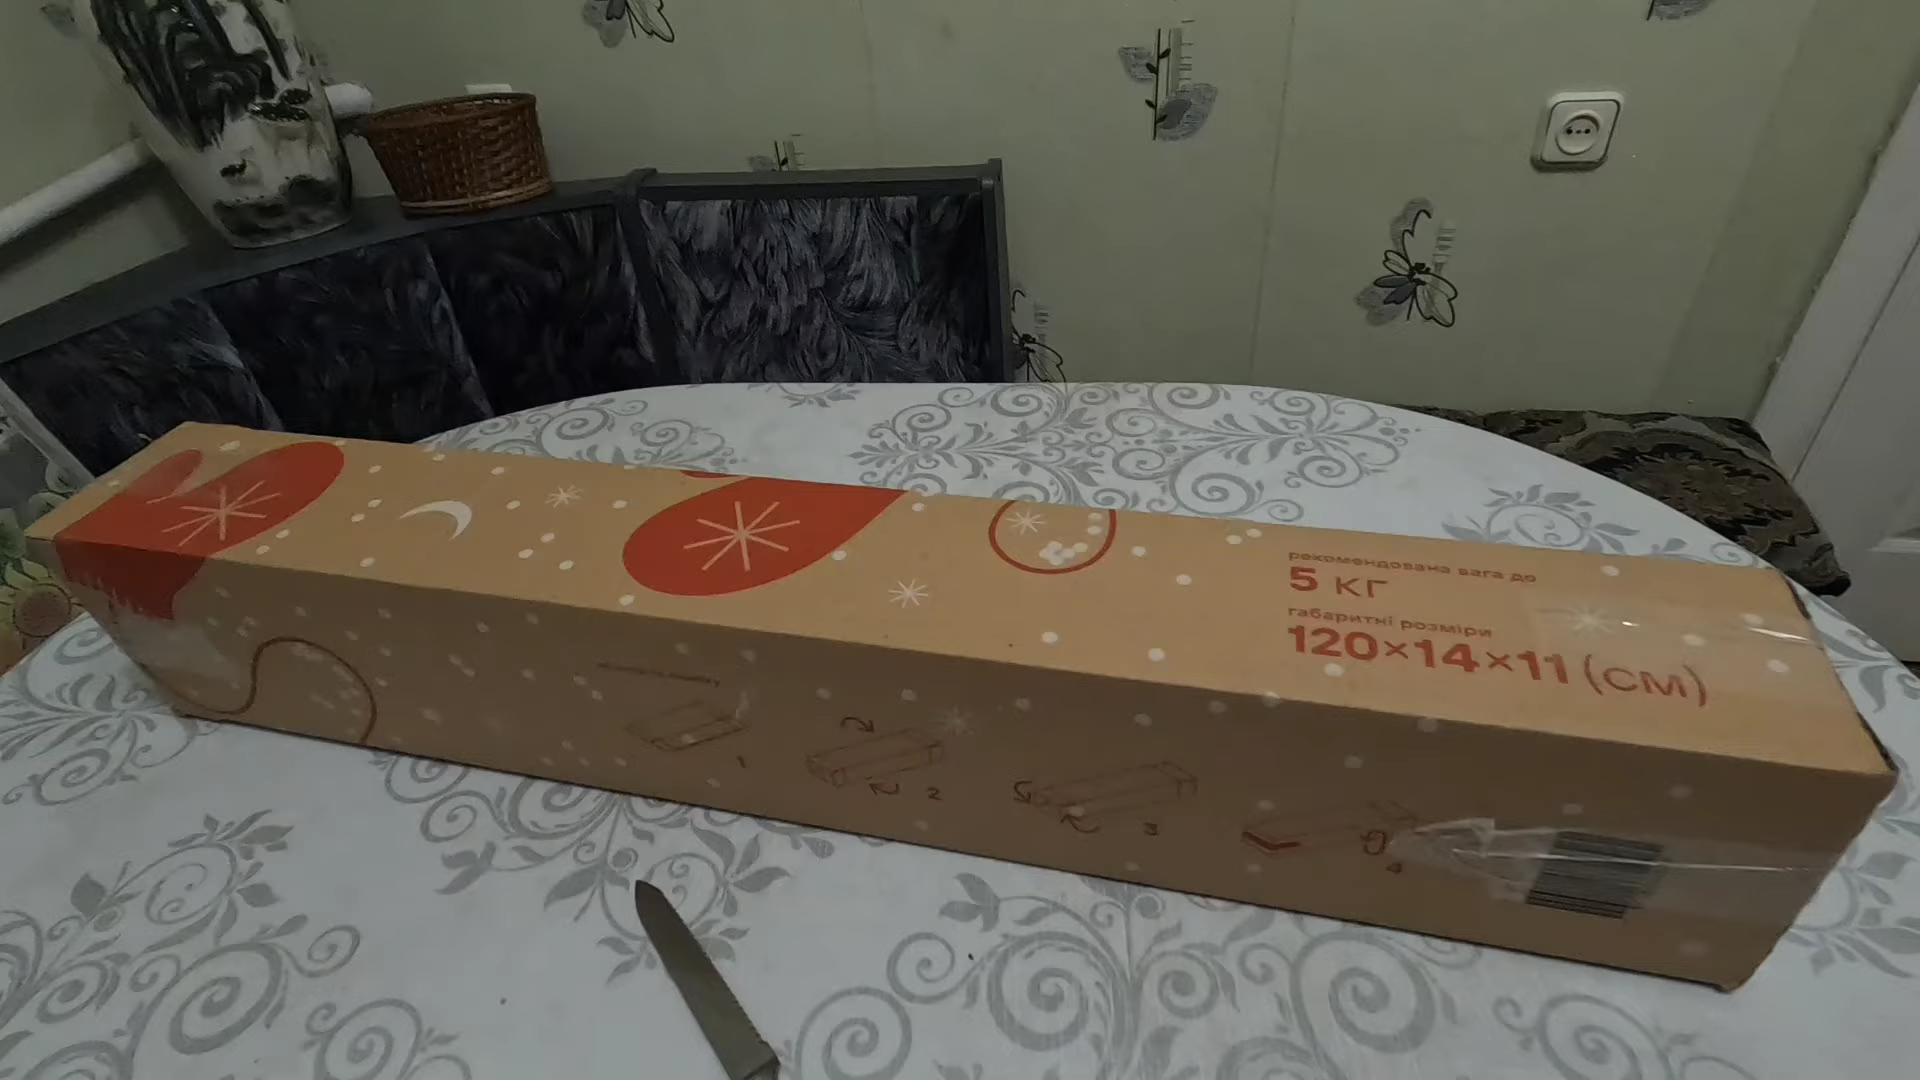 рекомендована вага до
5 кг
габаритні розміри
120×14×11 (см)
1
2
3
4